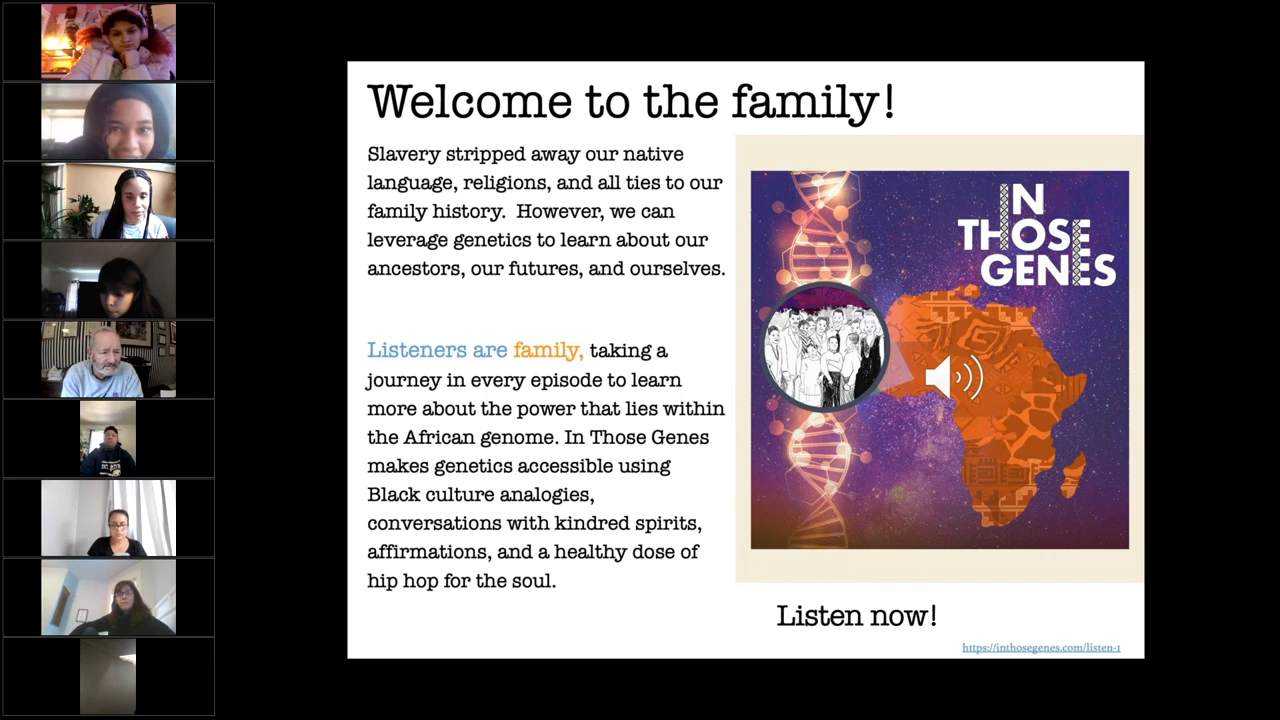 Welcome to the family!
Slavery stripped away our native
language, religions, and all ties to our
family history. However, we can
leverage genetics to learn about our
ancestors, our futures, and ourselves.
Listeners are family, taking a
journey in every episode to learn
more about the power that lies within
the African genome. In Those Genes
makes genetics accessible using
Black culture analogies,
conversations with kindred spirits,
affirmations, and a healthy dose of
hip hop for the soul.
IN
THOSE
GENES
Listen now!
https://inthosegenes.com/listen-1